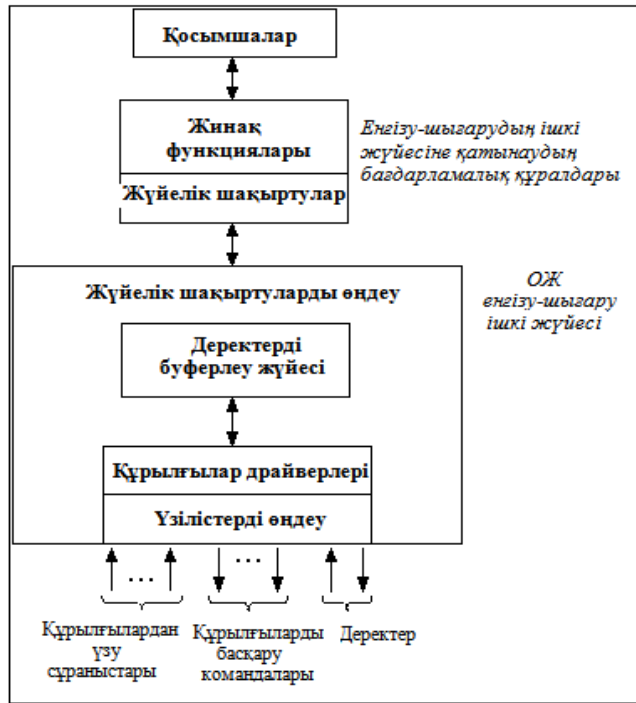 Қосымшалар
Жинақ
функциялары
Жүйелік шақыртулар
Енгізу-шығарудың ішкі
жүйесіне қатынаудың
бағдарламалық құралдары
Жүйелік шақыртуларды өңдеу
ОЖ
енгізу-шығару
ішкі жүйесі
Деректерді
буферлеу жүйесі
Құрылғылар драйверлері
Үзілістерді өңдеу
...
...
Құрылғылардан
үзу
сұраныстары
Құрылғыларды
басқару
командалары
Деректер